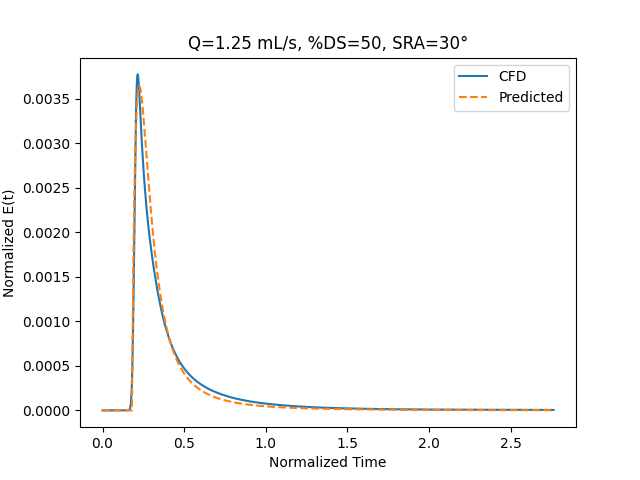 Q=1.25 mL/s, %DS=50, SRA=30°
CFD
Predicted
Normalized E(t)
0.0035
0.0030
0.0025
0.0020
0.0015
0.0010
0.0005
0.0000
0.0 0.5 1.0 1.5 2.0 2.5
Normalized Time